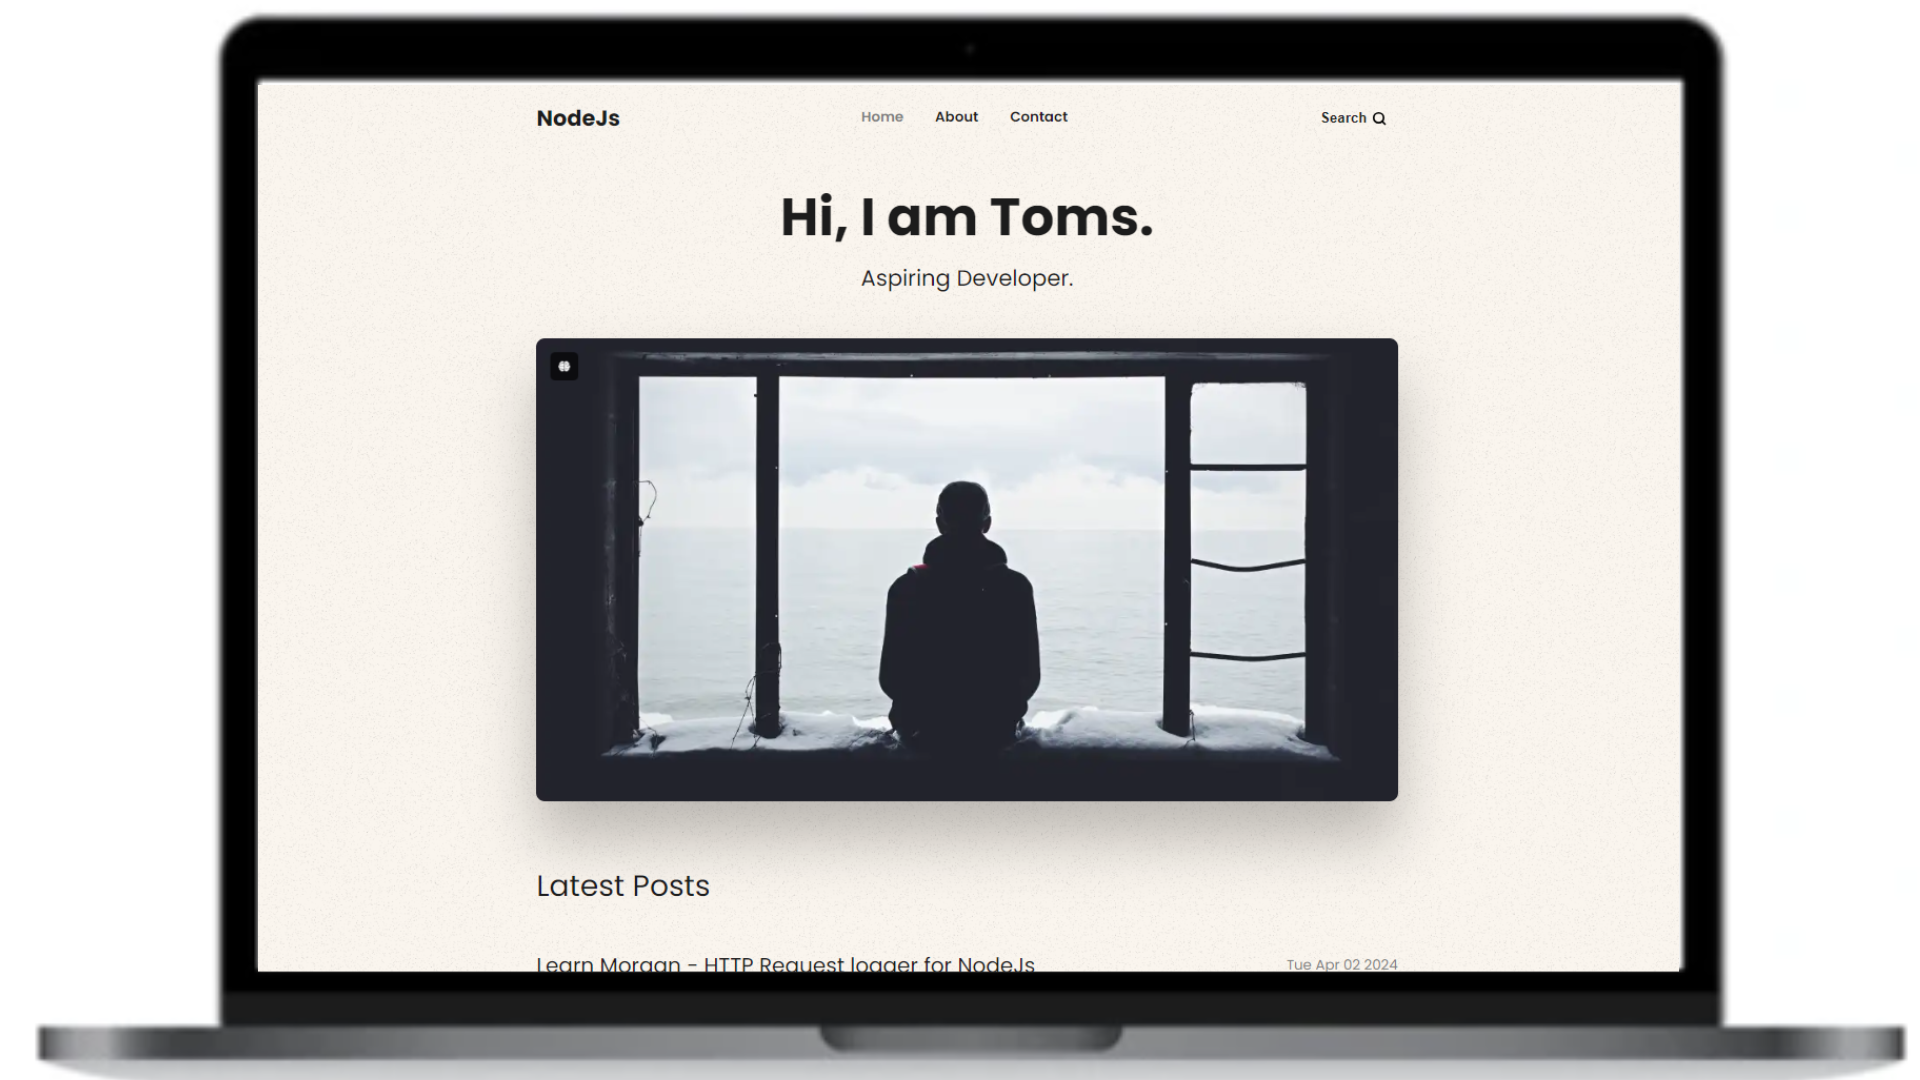 NodeJs
Home About Contact
Search
Hi, I am Toms.
Aspiring Developer.
Latest Posts
Learn Morgan - HTTP Request logger for NodeJs
Tue Apr 02 2024